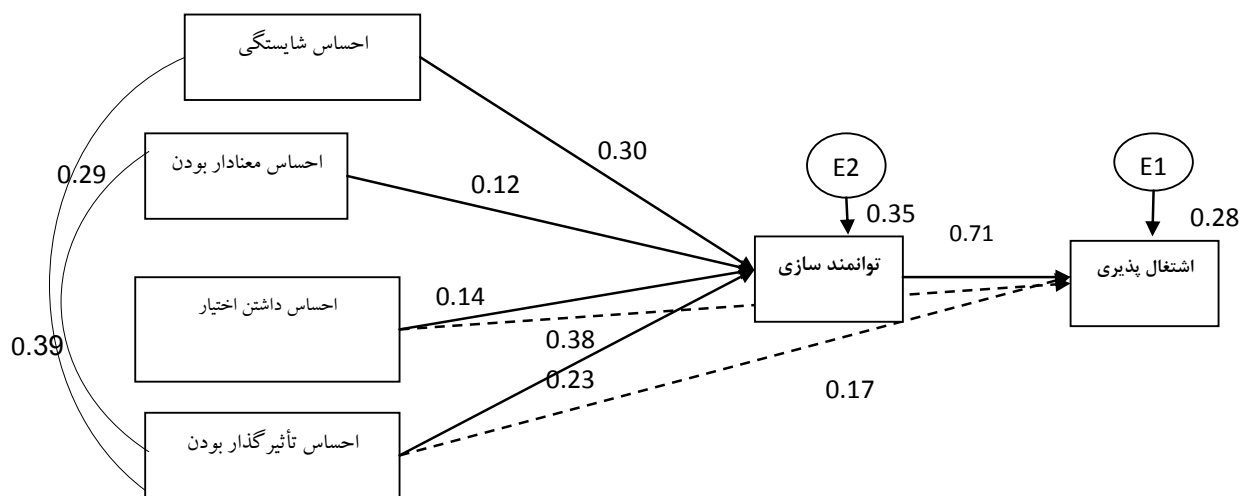 احساس شایستگی
0.30
E2
E1
احساس معنادار بودن
0.29
0.12
0.35
0.28
0.71
توانمند سازی
اشتغال پذیری
احساس داشتن اختیار
0.14
0.38
0.39
0.23
0.17
احساس تأثیرگذار بودن